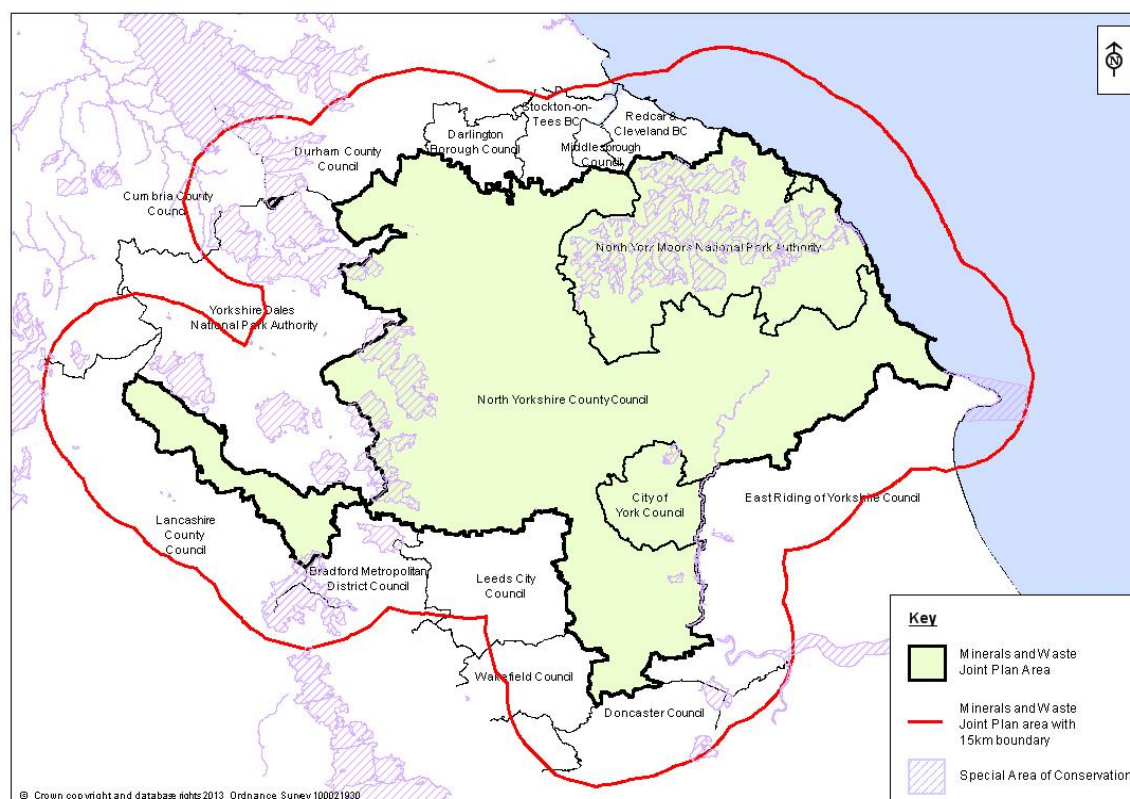 N
Stockton-on-
Tees BC
Redcar &
Cleveland BC
Darlington
Borough Council
Middlesbrough
Council
Durham County
Council
Cumbria County
Council
North York Moors National Park Authority
Yorkshire Dales
National Park Authority
North Yorkshire County Council
City of
York Council
East Riding of Yorkshire Council
Lancashire
County
Council
Bradford Metropolitan
District Council
Leeds City
Council
Wakefield Council
Doncaster Council
Key
Minerals and Waste
Joint Plan Area
Minerals and Waste
Joint Plan area with
15km boundary
Special Area of Conservation
© Crown copyright and database rights 2013 Ordnance Survey 100021930